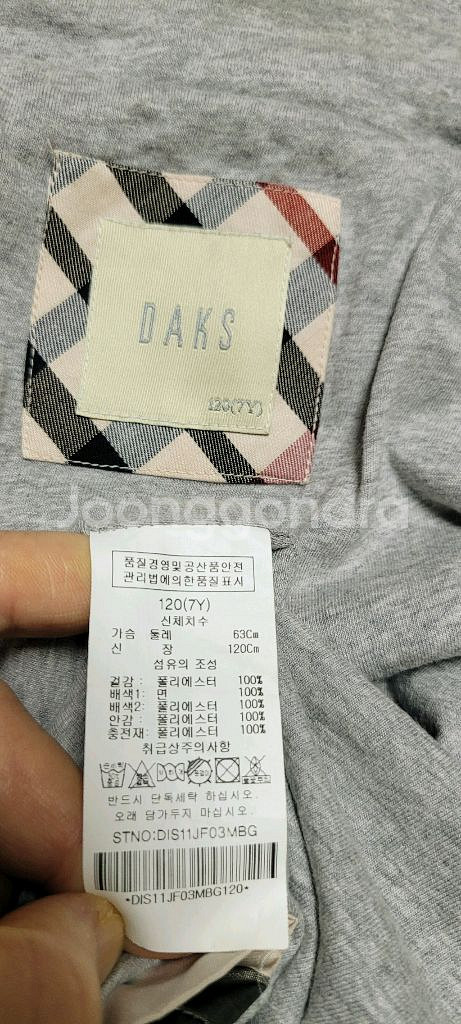 DAKS
120(7Y)
Joonggonara
품질경영및공산품안전
관리법에의한품질표시
120(7Y)
신체치수
가슴 둘레 63Cm
신 장 120Cm
섬유의 조성
겉감 : 폴리에스터 100%
배색1: 면 100%
배색2: 폴리에스터 100%
안감 : 폴리에스터 100%
충전재: 폴리에스터 100%
취급상주의사항
반드시 단독세탁 하십시오.
오래 담가두지 마십시오.
STNO:DIS11JF03MBG
*DIS11JF03MBG120*